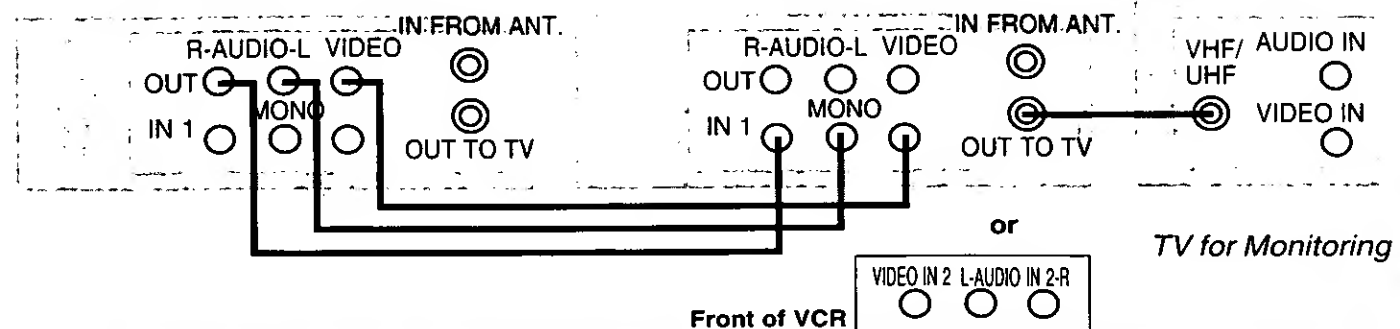 IN FROM ANT.
R-AUDIO-L VIDEO
OUT
MONO
IN 1
OUT TO TV
IN FROM ANT.
R-AUDIO-L VIDEO
OUT
MONO
IN 1
OUT TO TV
VHF/
UHF
AUDIO IN
VIDEO IN
or
TV for Monitoring
VIDEO IN 2 L-AUDIO IN 2-R
Front of VCR